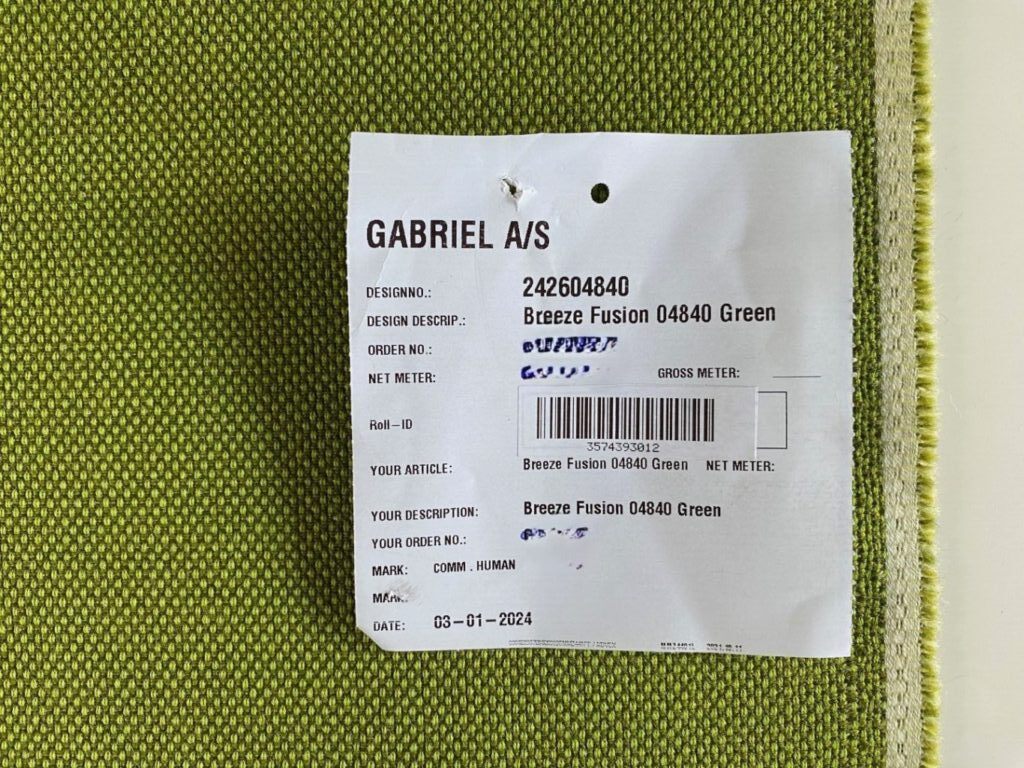 GABRIEL A/S
DESIGNNO.: 242604840
DESIGN DESCRIP.: Breeze Fusion 04840 Green
ORDER NO.:
NET METER: GROSS METER:
Roll-ID
3574393012
YOUR ARTICLE: Breeze Fusion 04840 Green NET METER:
YOUR DESCRIPTION: Breeze Fusion 04840 Green
YOUR ORDER NO.:
MARK: COMM . HUMAN
DATE: 03-01-2024